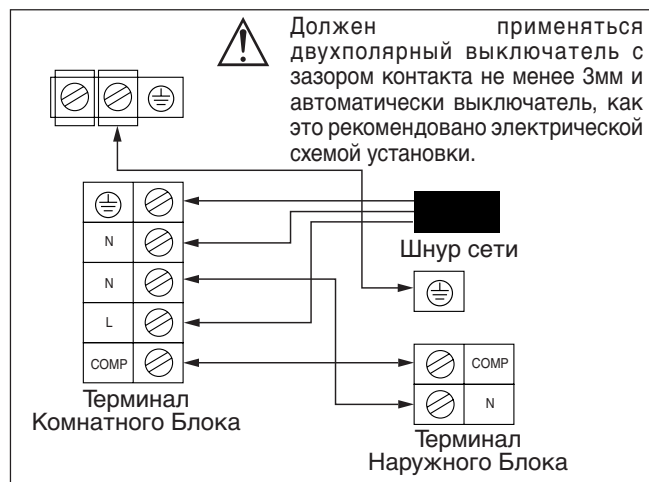 Должен применяться
двухполярный выключатель с
зазором контакта не менее 3мм и
автоматически выключатель, как
это рекомендовано электрической
схемой установки.
N
N
L
COMP
Терминал
Комнатного Блока
Шнур сети
COMP
N
Терминал
Наружного Блока